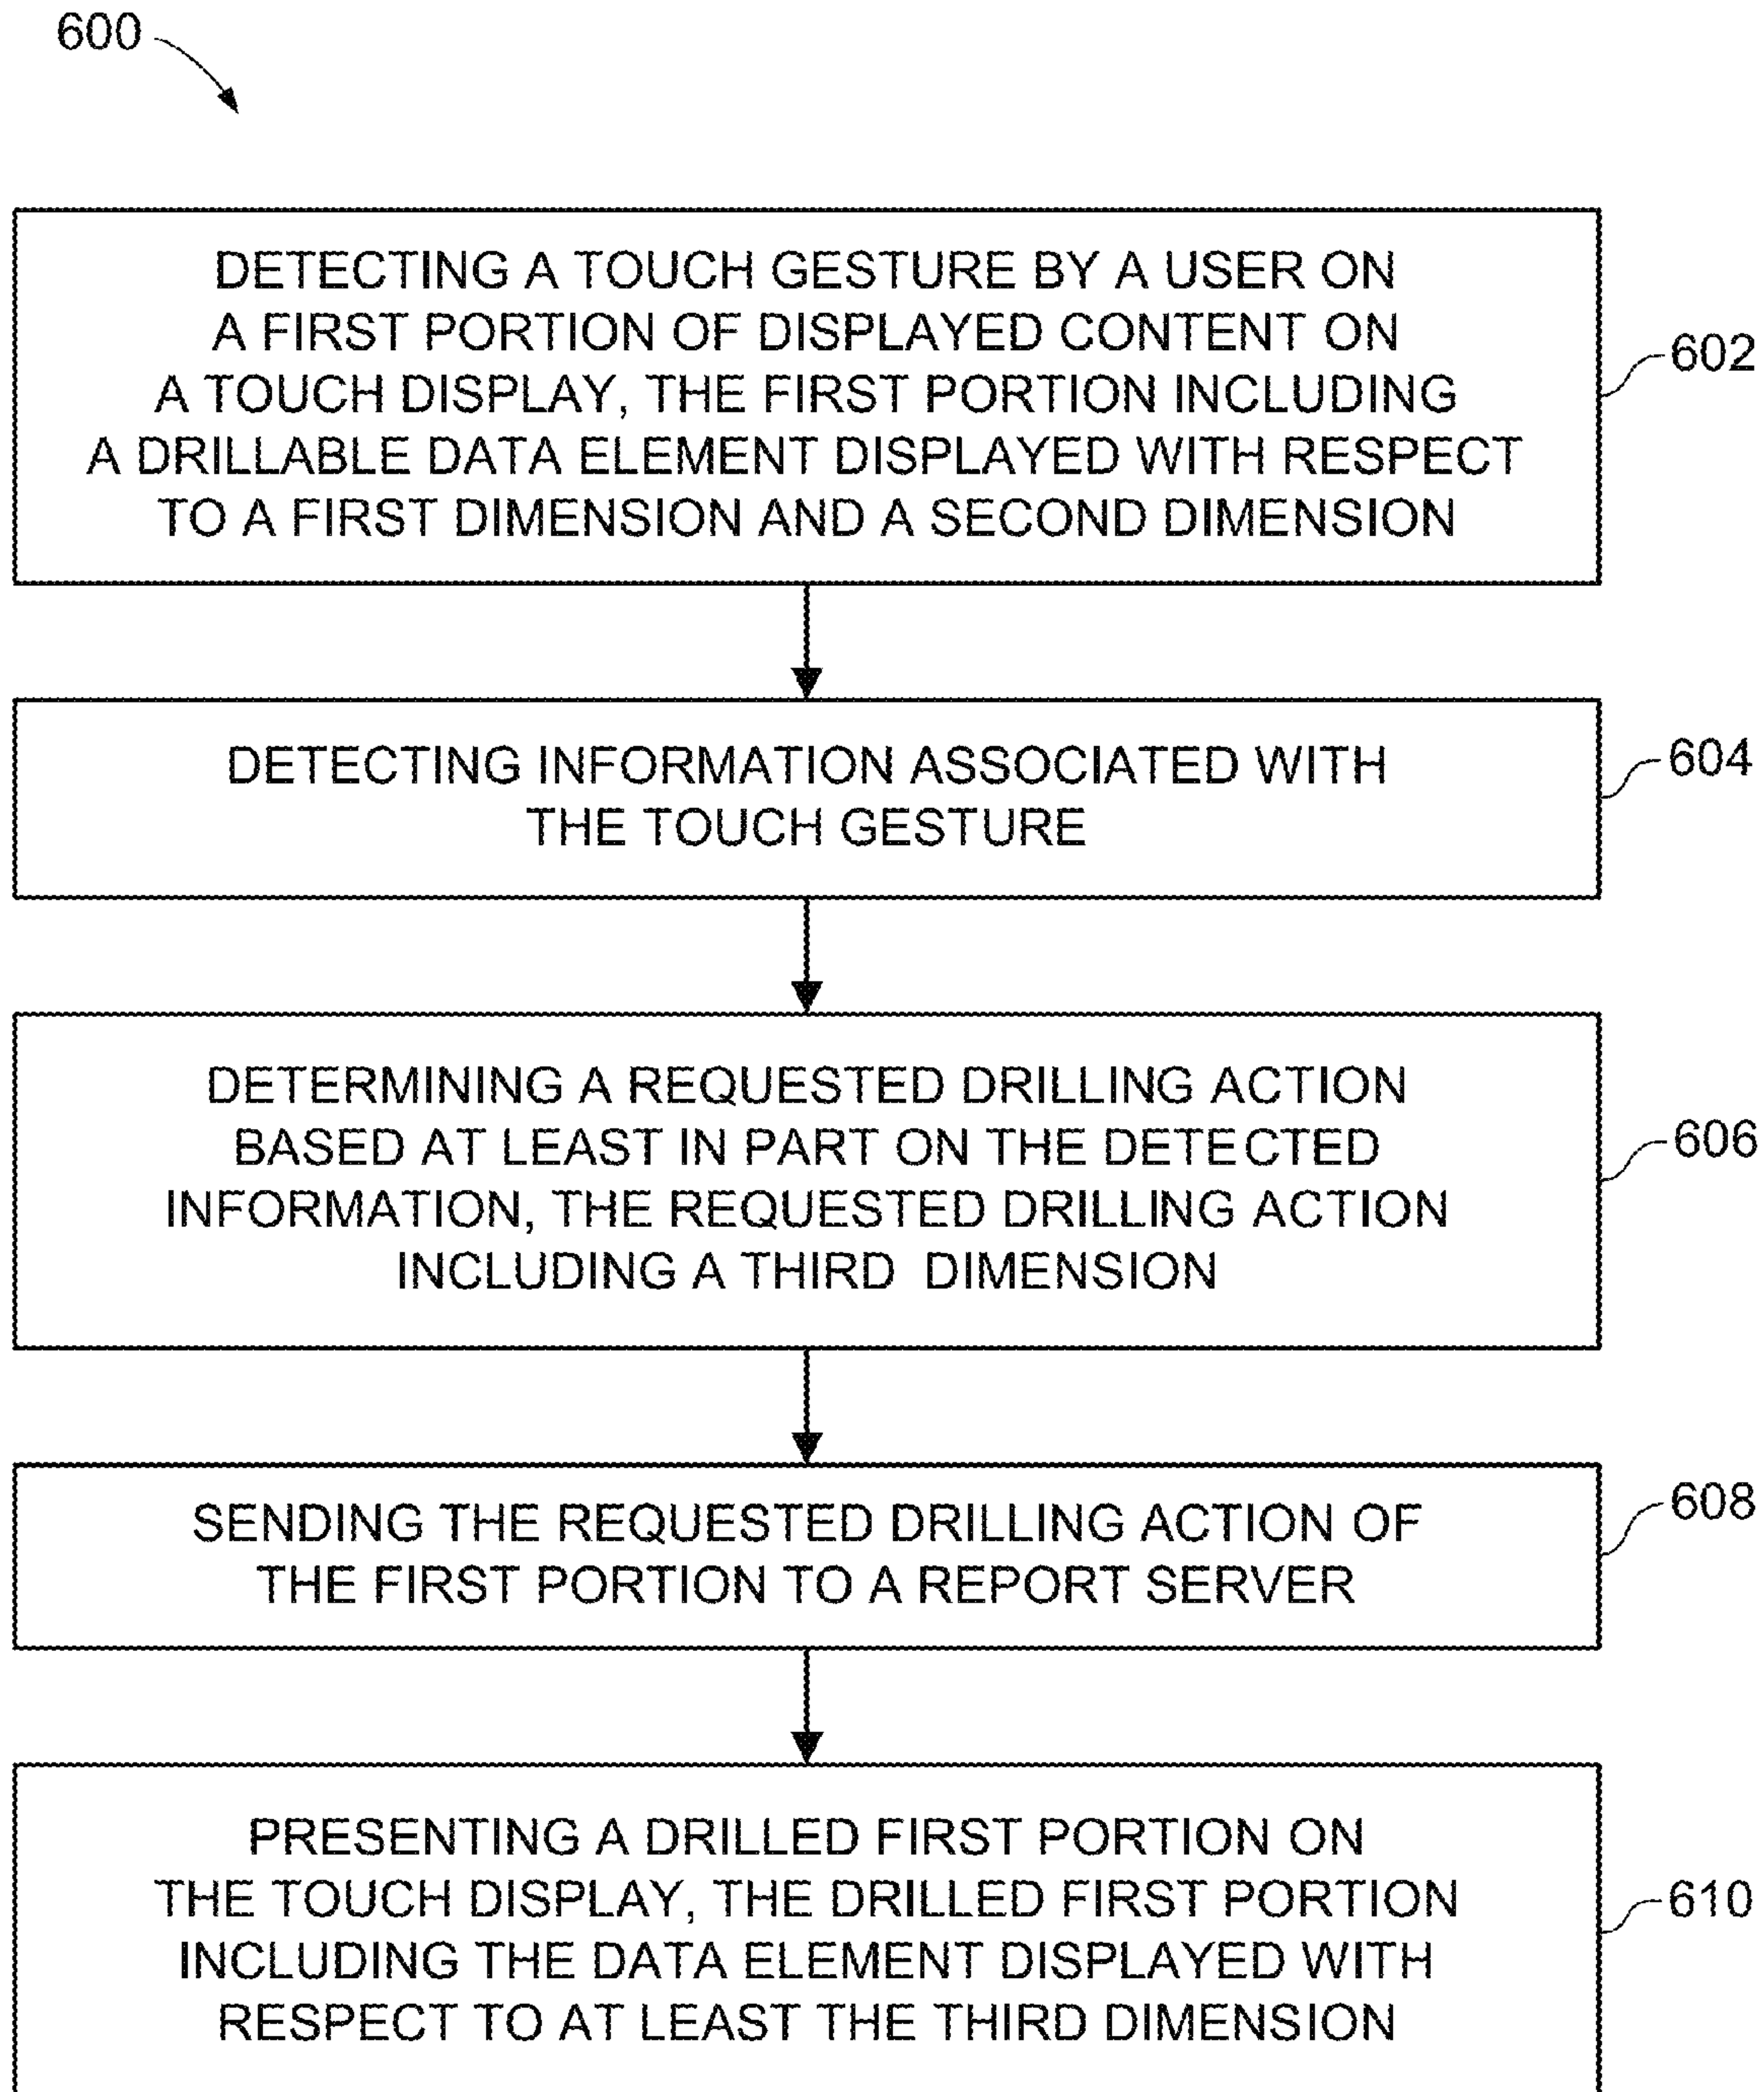 600
DETECTING A TOUCH GESTURE BY A USER ON
A FIRST PORTION OF DISPLAYED CONTENT ON
A TOUCH DISPLAY, THE FIRST PORTION INCLUDING
A DRILLABLE DATA ELEMENT DISPLAYED WITH RESPECT
TO A FIRST DIMENSION AND A SECOND DIMENSION
602
DETECTING INFORMATION ASSOCIATED WITH
THE TOUCH GESTURE
604
DETERMINING A REQUESTED DRILLING ACTION
BASED AT LEAST IN PART ON THE DETECTED
INFORMATION, THE REQUESTED DRILLING ACTION
INCLUDING A THIRD DIMENSION
606
SENDING THE REQUESTED DRILLING ACTION OF
THE FIRST PORTION TO A REPORT SERVER
608
PRESENTING A DRILLED FIRST PORTION ON
THE TOUCH DISPLAY, THE DRILLED FIRST PORTION
INCLUDING THE DATA ELEMENT DISPLAYED WITH
RESPECT TO AT LEAST THE THIRD DIMENSION
610